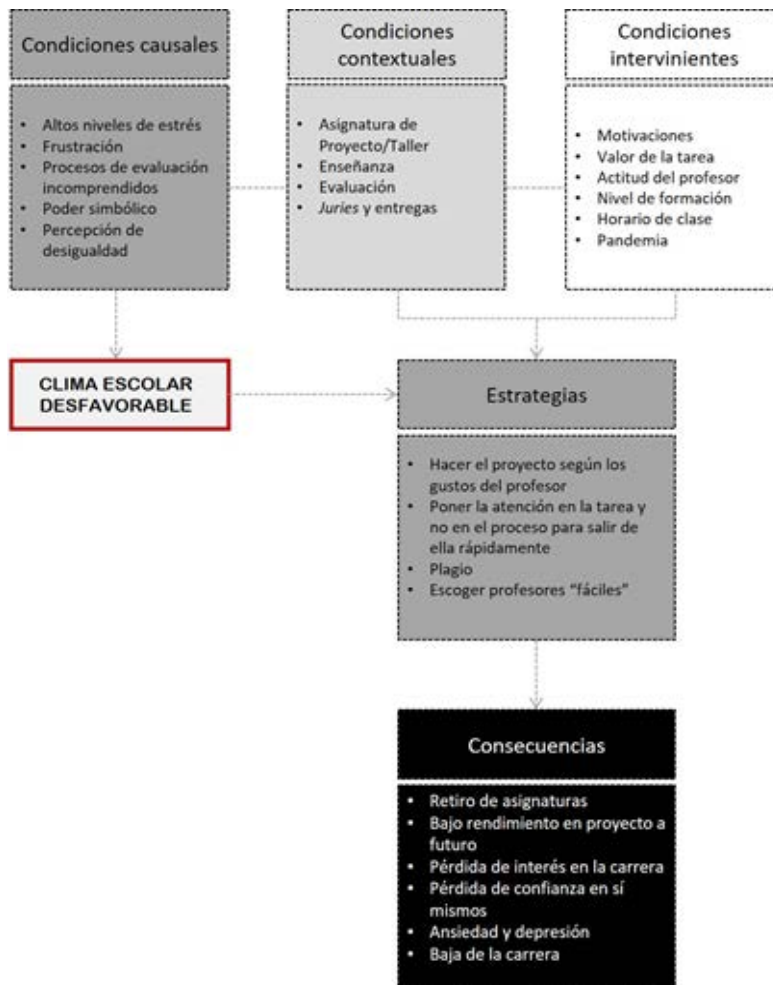 Condiciones causales
• Altos niveles de estrés
• Frustración
• Procesos de evaluación
incomprendidos
• Poder simbólico
• Percepción de
desigualdad
Condiciones
contextuales
• Asignatura de
Proyecto/Taller
• Enseñanza
• Evaluación
• Juries y entregas
Condiciones
intervinientes
• Motivaciones
• Valor de la tarea
• Actitud del profesor
• Nivel de formación
• Horario de clase
• Pandemia
CLIMA ESCOLAR
DESFAVORABLE
Estrategias
• Hacer el proyecto según los
gustos del profesor
• Poner la atención en la tarea y
no en el proceso para salir de
ella rápidamente
• Plagio
• Escoger profesores “fáciles”
Consecuencias
• Retiro de asignaturas
• Bajo rendimiento en proyecto a
futuro
• Pérdida de interés en la carrera
• Pérdida de confianza en sí
mismos
• Ansiedad y depresión
• Baja de la carrera